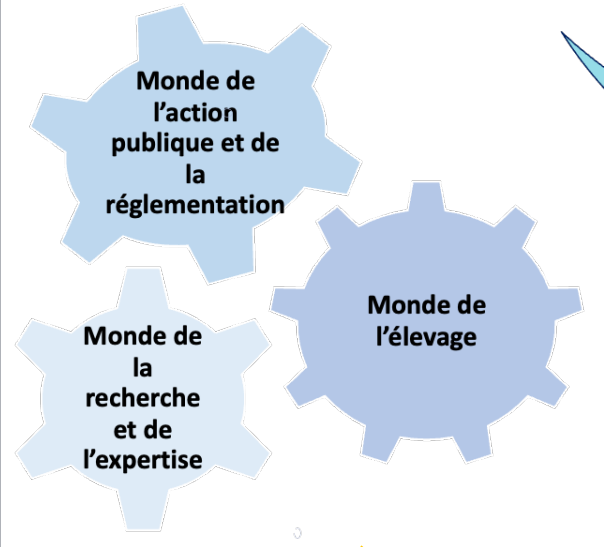 Monde de
l’action
publique et de
la
réglementation
Monde de
l’élevage
Monde de
la
recherche
et de
l’expertise